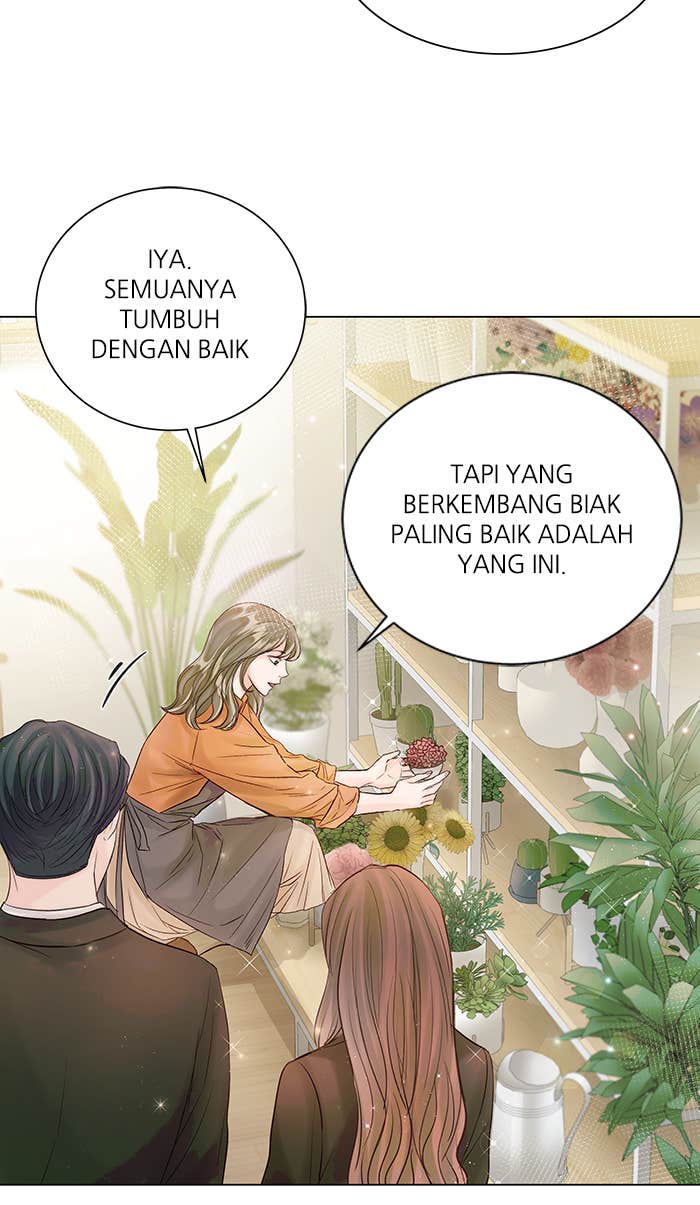 IYA.
SEMUANYA
TUMBUH
DENGAN BAIK
TAPI YANG
BERKEMBANG BIAK
PALING BAIK ADALAH
YANG INI.